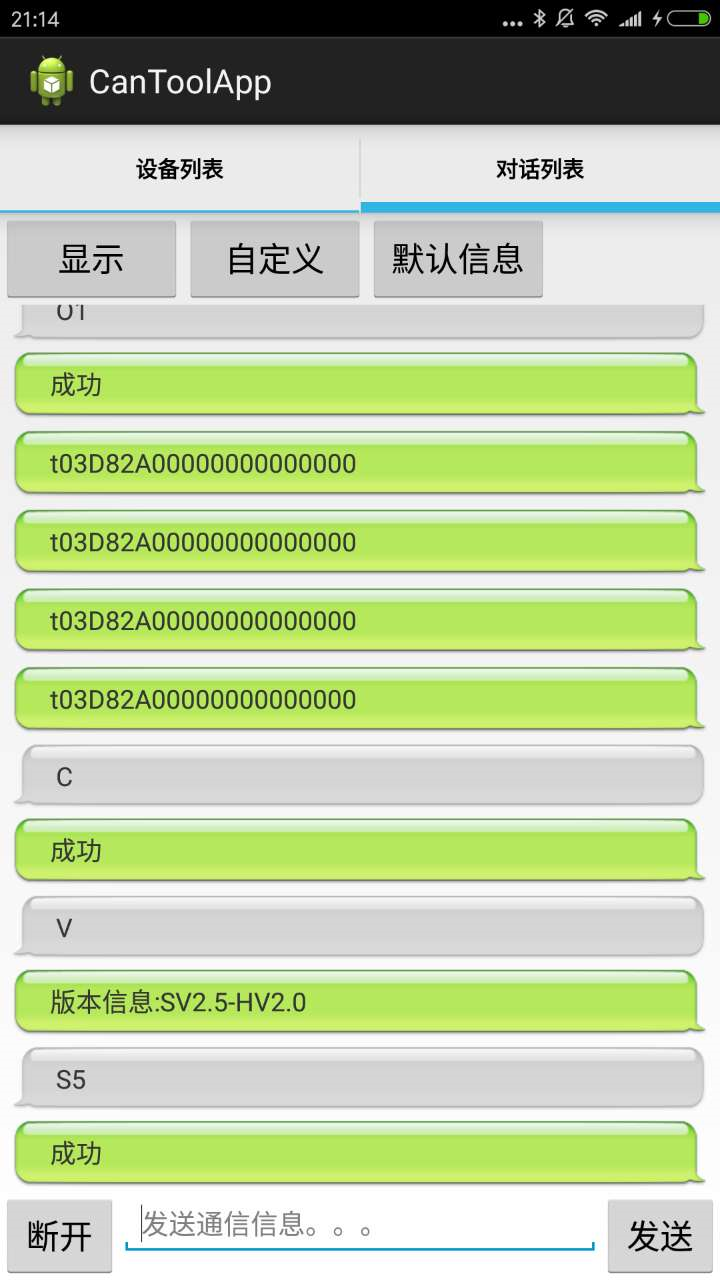 21:14
CanToolApp
设备列表
对话列表
显示
自定义
默认信息
O1
成功
t03D82A00000000000000
t03D82A00000000000000
t03D82A00000000000000
t03D82A00000000000000
C
成功
V
版本信息:SV2.5-HV2.0
S5
成功
断开
发送通信信息。。。
发送